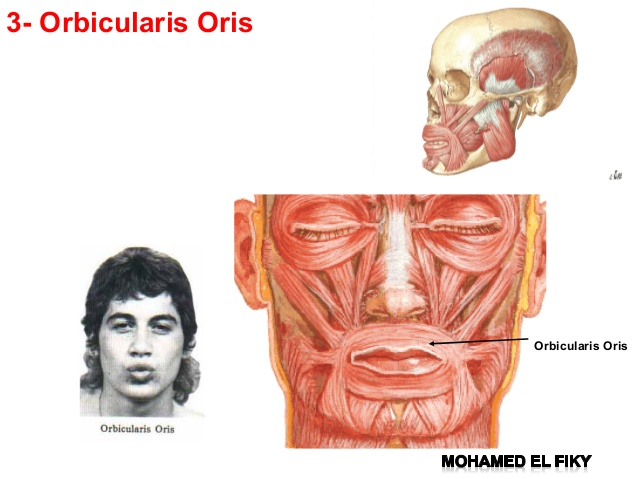 3- Orbicularis Oris
Orbicularis Oris
Orbicularis Oris
MOHAMED EL FIKY